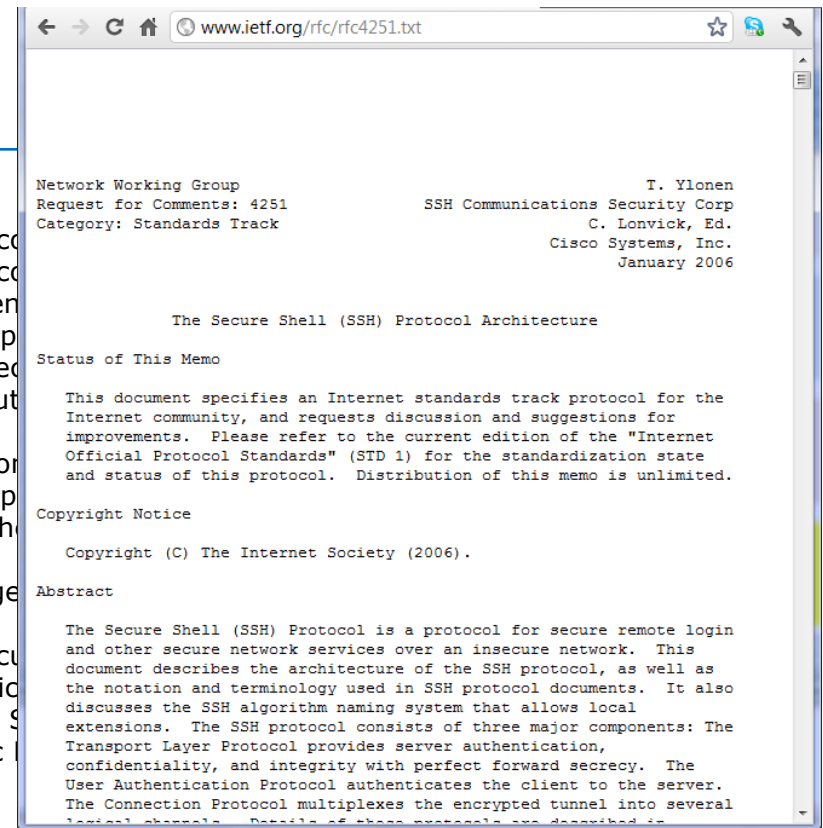 www.ietf.org/rfc/rfc4251.txt
Network Working Group T. Ylonen
Request for Comments: 4251 SSH Communications Security Corp
Category: Standards Track C. Lonvick, Ed.
Cisco Systems, Inc.
January 2006
The Secure Shell (SSH) Protocol Architecture
Status of This Memo
This document specifies an Internet standards track protocol for the
Internet community, and requests discussion and suggestions for
improvements. Please refer to the current edition of the "Internet
Official Protocol Standards" (STD 1) for the standardization state
and status of this protocol. Distribution of this memo is unlimited.
Copyright Notice
Copyright (C) The Internet Society (2006).
Abstract
The Secure Shell (SSH) Protocol is a protocol for secure remote login
and other secure network services over an insecure network. This
document describes the architecture of the SSH protocol, as well as
the notation and terminology used in SSH protocol documents. It also
discusses the SSH algorithm naming system that allows local
extensions. The SSH protocol consists of three major components: The
Transport Layer Protocol provides server authentication,
confidentiality, and integrity with perfect forward secrecy. The
User Authentication Protocol authenticates the client to the server.
The Connection Protocol multiplexes the encrypted tunnel into several
logical channels. Details of these protocols are described in